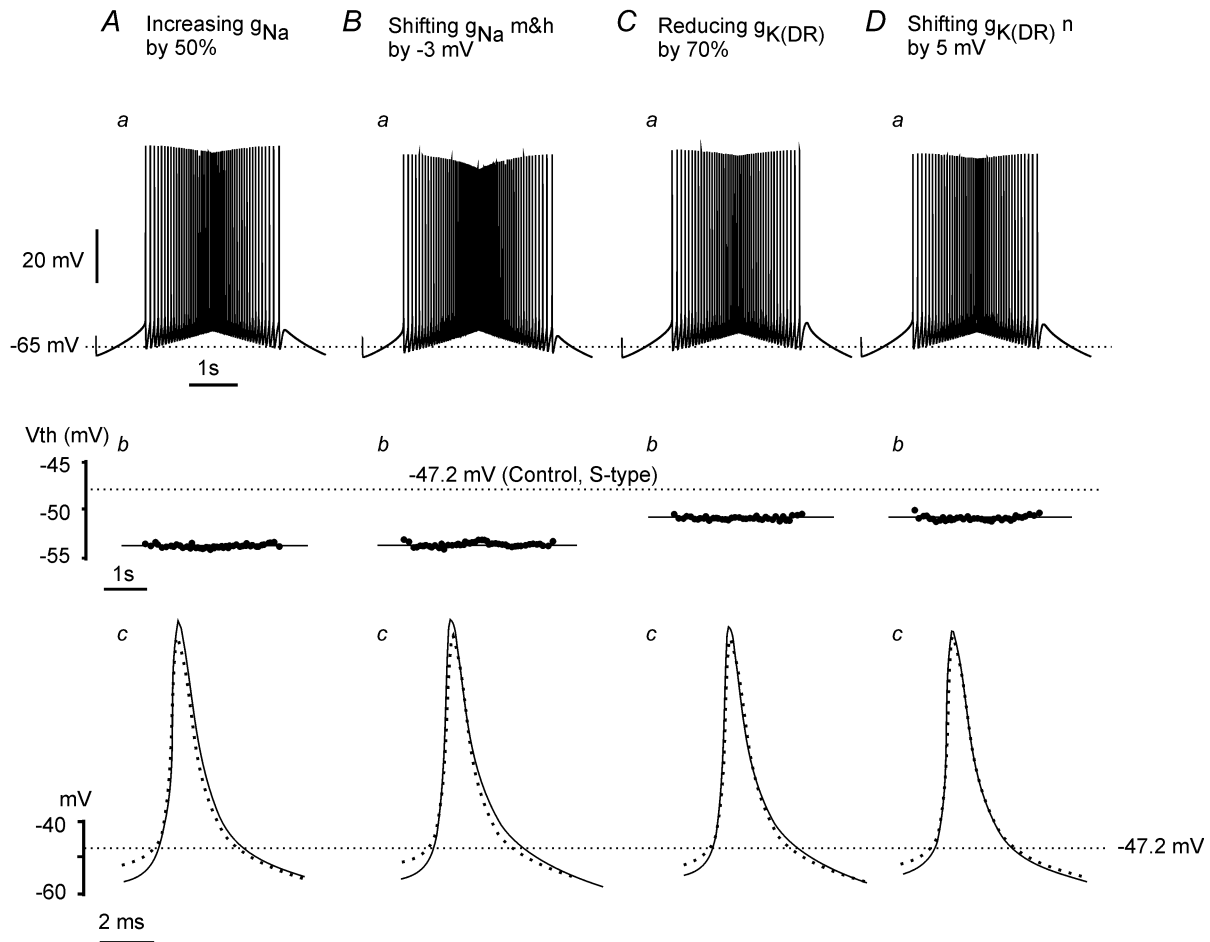 A Increasing gNa
by 50%
B Shifting gNa m&h
by -3 mV
C Reducing gK(DR)
by 70%
D Shifting gK(DR) n
by 5 mV
a
a
a
a
20 mV
-65 mV
1s
Vth (mV)
b
b
b
b
-45
-47.2 mV (Control, S-type)
-50
-55
1s
c
c
c
c
mV
-40
-47.2 mV
-60
2 ms